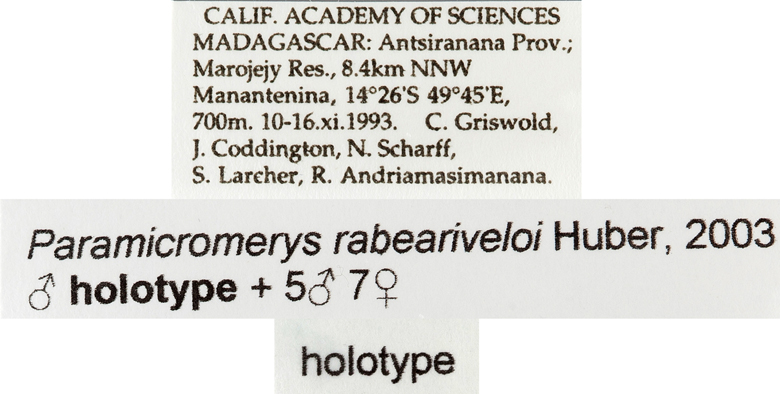 CALIF. ACADEMY OF SCIENCES
MADAGASCAR: Antsiranana Prov.;
Marojejy Res., 8.4km NNW
Manantenina, 14°26'S 49°45'E,
700m. 10-16.xi.1993. C. Griswold,
J. Coddington, N. Scharff,
S. Larcher, R. Andriamasimanana.
Paramicromerys rabeariveloi Huber, 2003
♂ holotype + 5♂ 7♀
holotype